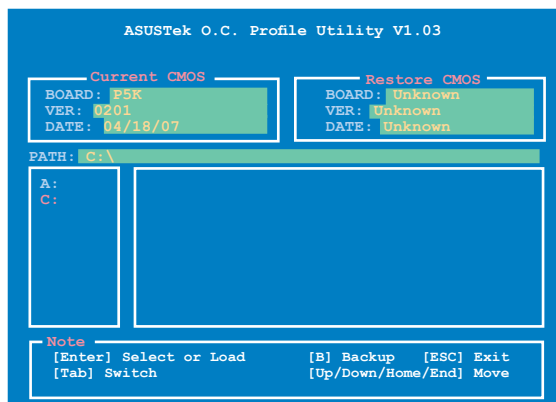 ASUSTek O.C. Profile Utility V1.03
Current CMOS
BOARD: P5K
VER: 0201
DATE: 04/18/07
Restore CMOS
BOARD: Unknown
VER: Unknown
DATE: Unknown
PATH: C:\
A:
C:
Note
[Enter] Select or Load [B] Backup [ESC] Exit
[Tab] Switch [Up/Down/Home/End] Move